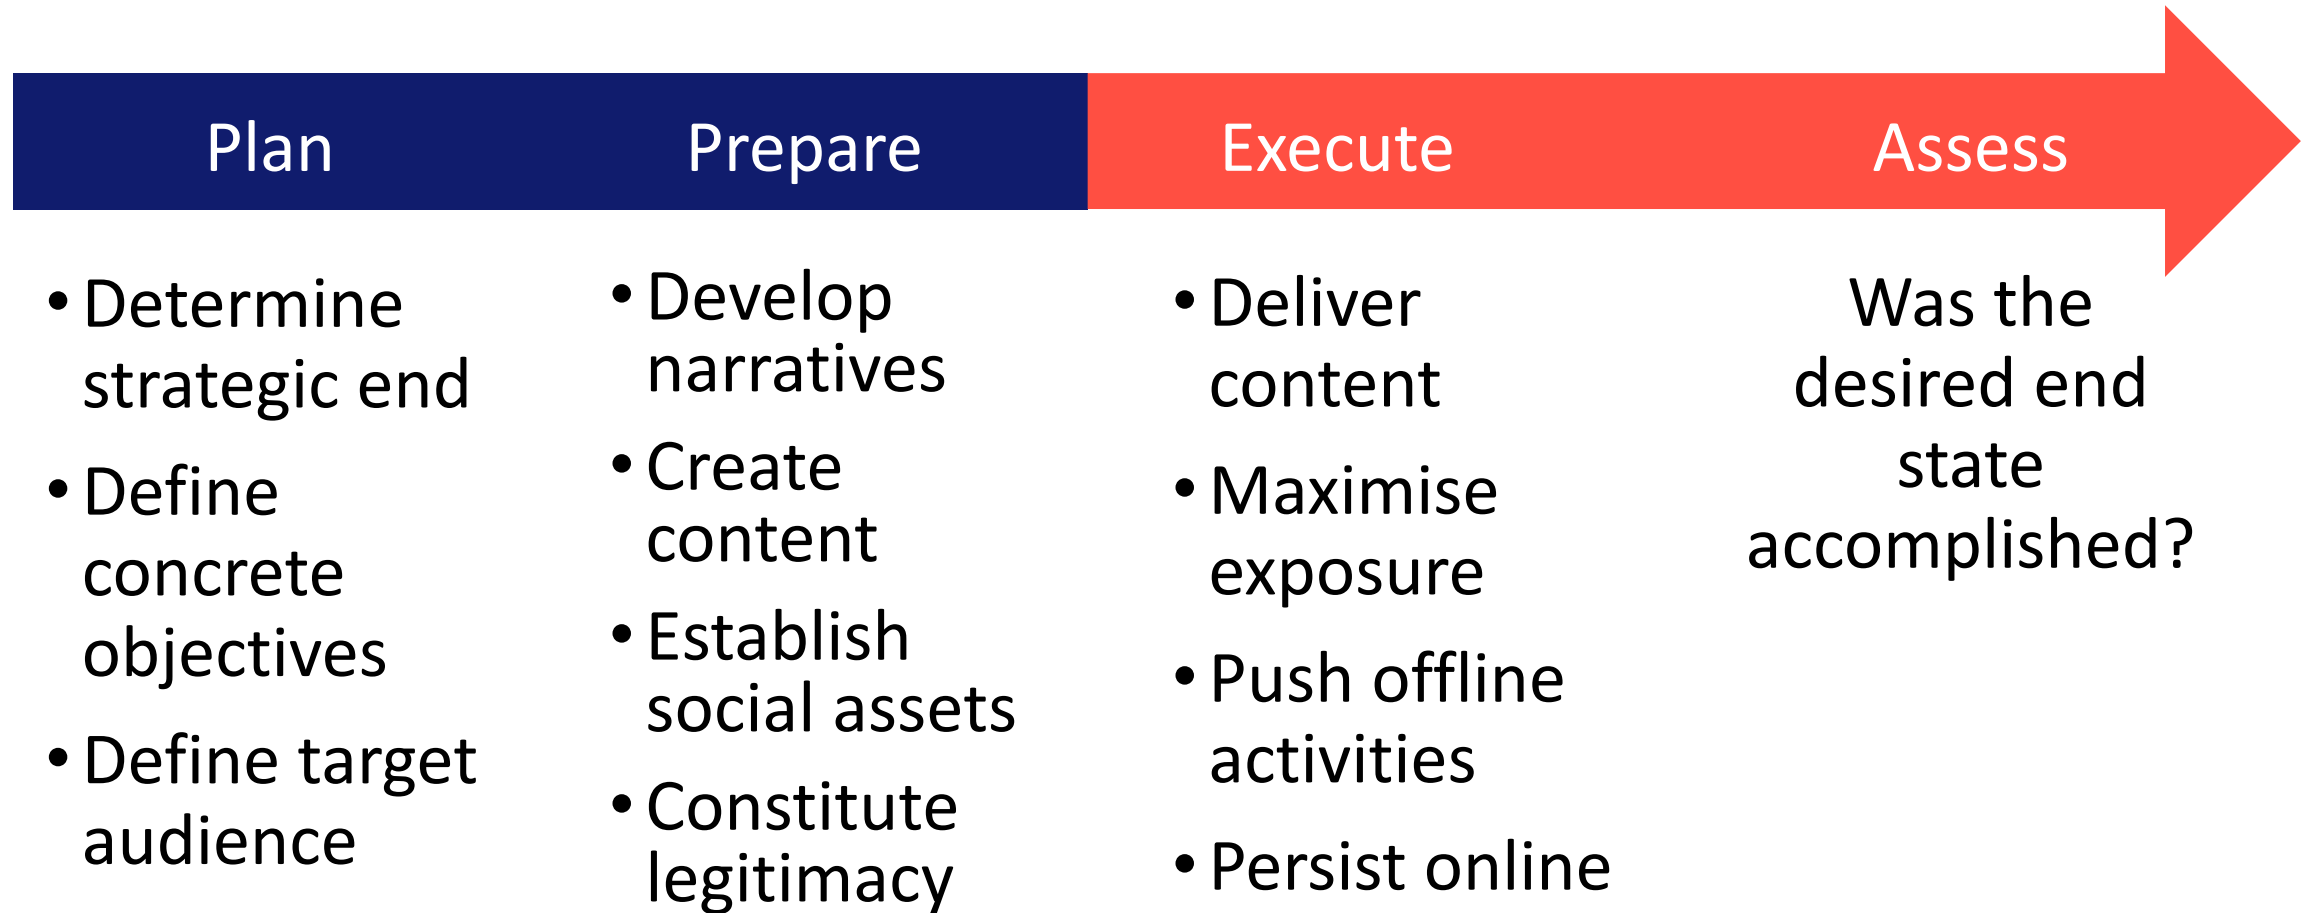 Plan
Prepare
Execute
Assess
• Determine
strategic end
• Define
concrete
objectives
• Define target
audience
• Develop
narratives
• Create
content
• Establish
social assets
• Constitute
legitimacy
• Deliver
content
• Maximise
exposure
• Push offline
activities
• Persist online
Was the
desired end
state
accomplished?